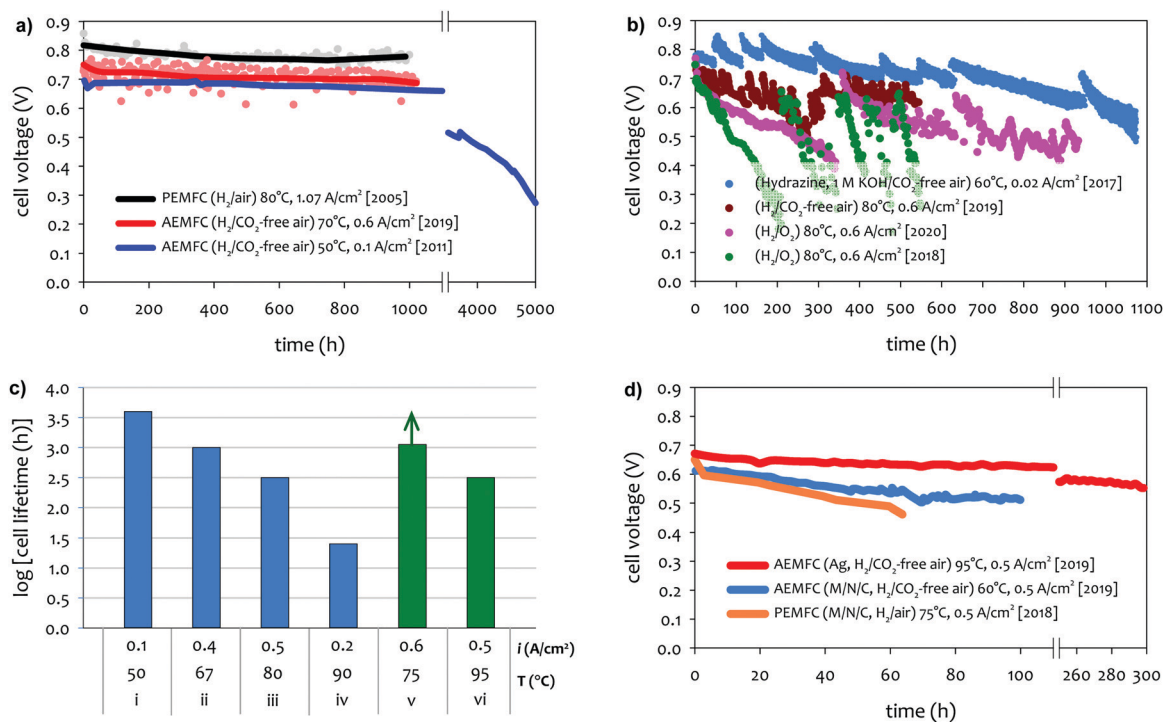 a)
0.9
0.8
0.7
0.6
0.5
0.4
0.3
0.2
0.1
0.0
cell voltage (V)
PEMFC (H₂/air) 80°C, 1.07 A/cm² [2005]
AEMFC (H₂/CO₂-free air) 70°C, 0.6 A/cm² [2019]
AEMFC (H₂/CO₂-free air) 50°C, 0.1 A/cm² [2011]
0 200 400 600 800 1000 4000 5000
time (h)
b)
0.9
0.8
0.7
0.6
0.5
0.4
0.3
0.2
0.1
0.0
cell voltage (V)
(Hydrazine, 1 M KOH/CO₂-free air) 60°C, 0.02 A/cm² [2017]
(H₂/CO₂-free air) 80°C, 0.6 A/cm² [2019]
(H₂/O₂) 80°C, 0.6 A/cm² [2020]
(H₂/O₂) 80°C, 0.6 A/cm² [2018]
0 100 200 300 400 500 600 700 800 900 1000 1100
time (h)
c)
4.0
3.5
3.0
2.5
2.0
1.5
1.0
0.5
0.0
log [cell lifetime (h)]
0.1 0.4 0.5 0.2 0.6 0.5 i (A/cm²)
50 67 80 90 75 95 T (°C)
i ii iii iv v vi
d)
0.9
0.8
0.7
0.6
0.5
0.4
0.3
0.2
0.1
0.0
cell voltage (V)
AEMFC (Ag, H₂/CO₂-free air) 95°C, 0.5 A/cm² [2019]
AEMFC (M/N/C, H₂/CO₂-free air) 60°C, 0.5 A/cm² [2019]
PEMFC (M/N/C, H₂/air) 75°C, 0.5 A/cm² [2018]
0 20 40 60 80 100 260 280 300
time (h)